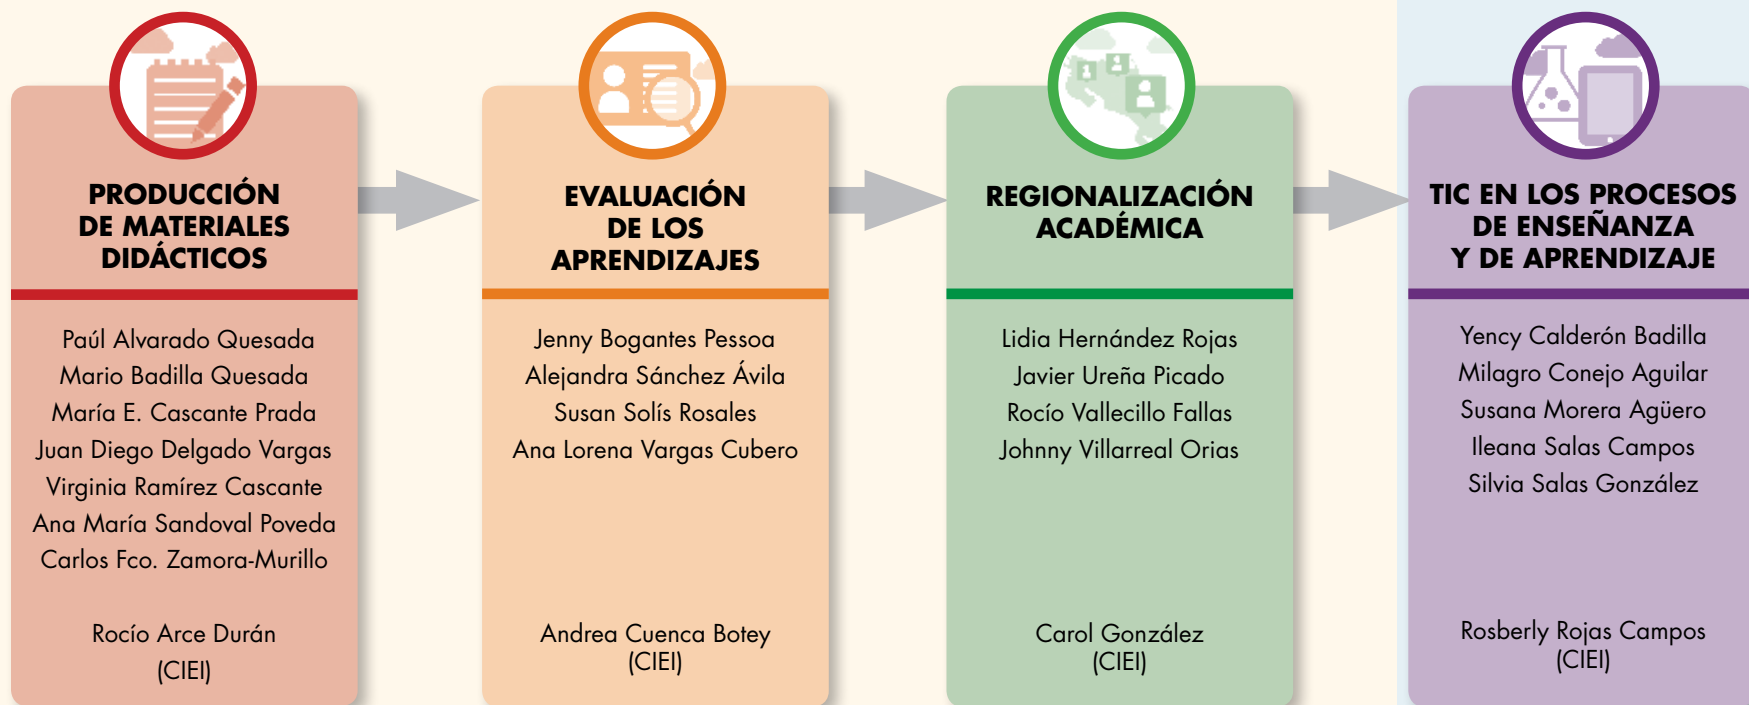 PRODUCCIÓN
DE MATERIALES
DIDÁCTICOS
Paúl Alvarado Quesada
Mario Badilla Quesada
María E. Cascante Prada
Juan Diego Delgado Vargas
Virginia Ramírez Cascante
Ana María Sandoval Poveda
Carlos Fco. Zamora-Murillo
Rocío Arce Durán
(CIEI)
EVALUACIÓN
DE LOS
APRENDIZAJES
Jenny Bogantes Pessoa
Alejandra Sánchez Ávila
Susan Solís Rosales
Ana Lorena Vargas Cubero
Andrea Cuenca Botey
(CIEI)
REGIONALIZACIÓN
ACADÉMICA
Lidia Hernández Rojas
Javier Ureña Picado
Rocío Vallecillo Fallas
Johnny Villarreal Orias
Carol González
(CIEI)
TIC EN LOS PROCESOS
DE ENSEÑANZA
Y DE APRENDIZAJE
Yency Calderón Badilla
Milagro Conejo Aguilar
Susana Morera Agüero
Ileana Salas Campos
Silvia Salas González
Rosberly Rojas Campos
(CIEI)